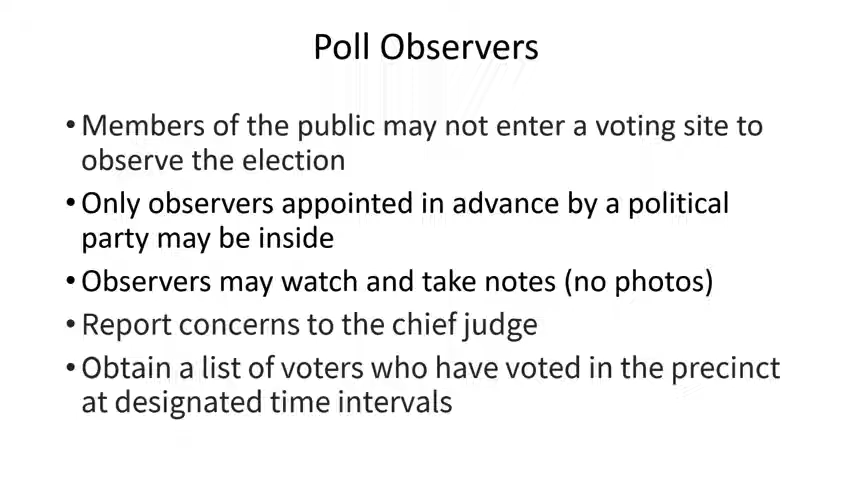 Poll Observers
• Members of the public may not enter a voting site to
observe the election
• Only observers appointed in advance by a political
party may be inside
• Observers may watch and take notes (no photos)
• Report concerns to the chief judge
• Obtain a list of voters who have voted in the precinct
at designated time intervals